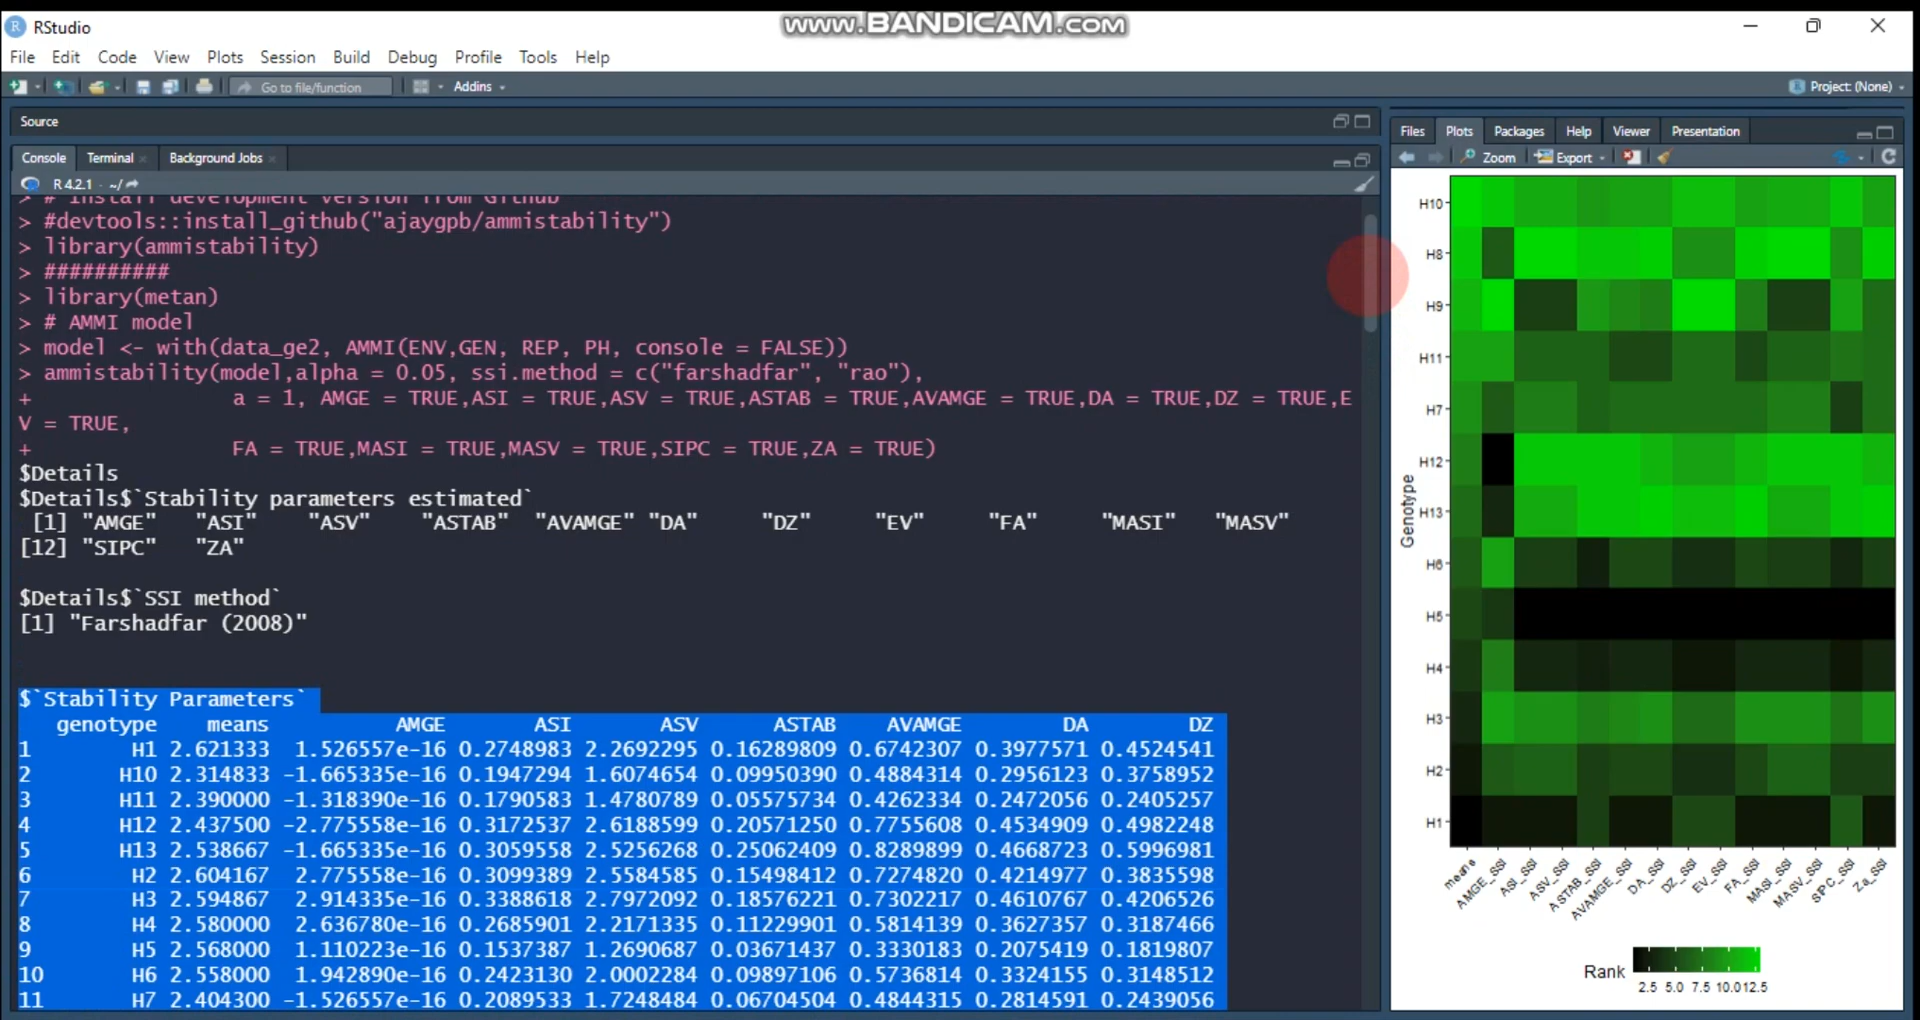 www.BANDICAM.com
RStudio
File Edit Code View Plots Session Build Debug Profile Tools Help
Go to file/function Addins Project: (None)
Source
Console Terminal Background Jobs
R 4.2.1 · ~/
> # Install development version from Github
> #devtools::install_github("ajaygpb/ammistability")
> library(ammistability)
> ##########
> library(metan)
> # AMMI model
> model <- with(data_ge2, AMMI(ENV,GEN, REP, PH, console = FALSE))
> ammistability(model,alpha = 0.05, ssi.method = c("farshadfar", "rao"),
+ a = 1, AMGE = TRUE,ASI = TRUE,ASV = TRUE,ASTAB = TRUE,AVAMGE = TRUE,DA = TRUE,DZ = TRUE,E
V = TRUE,
+ FA = TRUE,MASI = TRUE,MASV = TRUE,SIPC = TRUE,ZA = TRUE)
$Details
$Details$`Stability parameters estimated`
[1] "AMGE" "ASI" "ASV" "ASTAB" "AVAMGE" "DA" "DZ" "EV" "FA" "MASI" "MASV"
[12] "SIPC" "ZA"
$Details$`SSI method`
[1] "Farshadfar (2008)"
$`Stability Parameters`
genotype means AMGE ASI ASV ASTAB AVAMGE DA DZ
1 H1 2.621333 1.526557e-16 0.2748983 2.2692295 0.16289809 0.6742307 0.3977571 0.4524541
2 H10 2.314833 -1.665335e-16 0.1947294 1.6074654 0.09950390 0.4884314 0.2956123 0.3758952
3 H11 2.390000 -1.318390e-16 0.1790583 1.4780789 0.05575734 0.4262334 0.2472056 0.2405257
4 H12 2.437500 -2.775558e-16 0.3172537 2.6188599 0.20571250 0.7755608 0.4534909 0.4982248
5 H13 2.538667 -1.665335e-16 0.3059558 2.5256268 0.25062409 0.8289899 0.4668723 0.5996981
6 H2 2.604167 2.775558e-16 0.3099389 2.5584585 0.15498412 0.7274820 0.4214977 0.3835598
7 H3 2.594867 2.914335e-16 0.3388618 2.7972092 0.18576221 0.7302217 0.4610767 0.4206526
8 H4 2.580000 2.636780e-16 0.2685901 2.2171335 0.11229901 0.5814139 0.3627357 0.3187466
9 H5 2.568000 1.110223e-16 0.1537387 1.2690687 0.03671437 0.3330183 0.2075419 0.1819807
10 H6 2.558000 1.942890e-16 0.2423130 2.0002284 0.09897106 0.5736814 0.3324155 0.3148512
11 H7 2.404300 -1.526557e-16 0.2089533 1.7248484 0.06704504 0.4844315 0.2814591 0.2439056
Files Plots Packages Help Viewer Presentation
Zoom Export
Genotype
H10
H8
H9
H11
H7
H12
H13
H6
H5
H4
H3
H2
H1
means AMGE_SSI ASI_SSI ASV_SSI ASTAB_SSI AVAMGE_SSI DA_SSI DZ_SSI EV_SSI FA_SSI MASI_SSI MASV_SSI SIPC_SSI Za_SSI
Rank
2.5 5.0 7.5 10.0 12.5